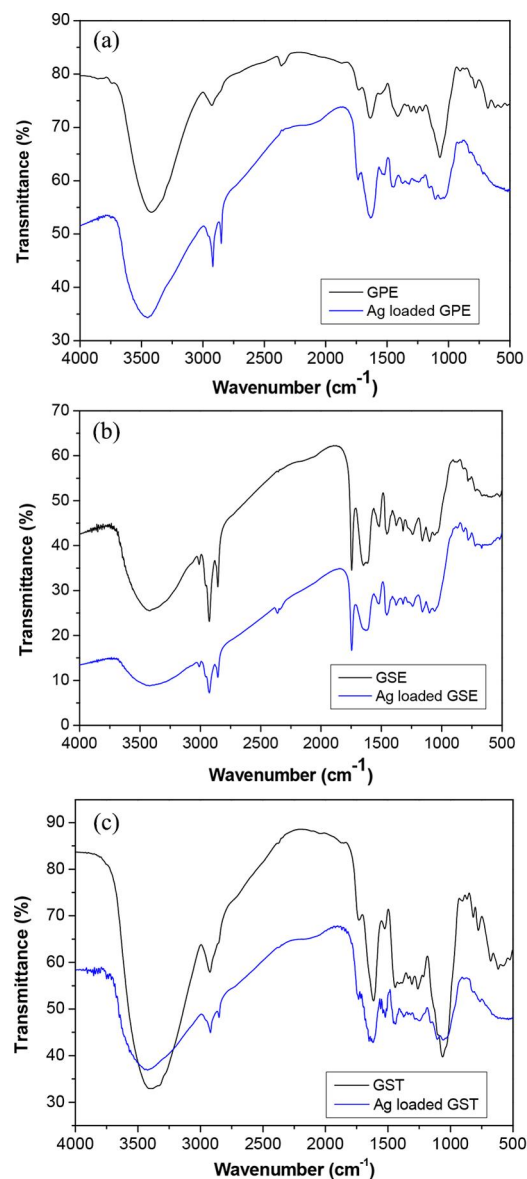 (a)
90
80
70
60
50
40
30
Transmittance (%)
GPE
Ag loaded GPE
4000 3500 3000 2500 2000 1500 1000 500
Wavenumber (cm-1)
(b)
70
60
50
40
30
20
10
0
Transmittance (%)
GSE
Ag loaded GSE
4000 3500 3000 2500 2000 1500 1000 500
Wavenumber (cm-1)
(c)
90
80
70
60
50
40
30
Transmittance (%)
GST
Ag loaded GST
4000 3500 3000 2500 2000 1500 1000 500
Wavenumber (cm-1)